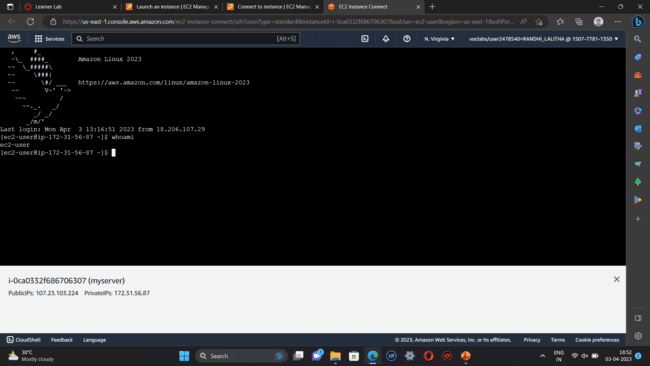 Learner Lab
Launch an instance | EC2 Manag
Connect to instance | EC2 Manag
EC2 Instance Connect
https://us-east-1.console.aws.amazon.com/ec2-instance-connect/ssh?connType=standard&instanceId=i-0ca0332f686706307&osUser=ec2-user&region=us-east-1&sshPor...
aws
Services
Search
[Alt+S]
N. Virginia
voclabs/user2478540=RANDHI_LALITHA @ 1507-7781-1350
Amazon Linux 2023
https://aws.amazon.com/linux/amazon-linux-2023
Last login: Mon Apr  3 13:16:51 2023 from 18.206.107.29
[ec2-user@ip-172-31-56-87 ~]$ whoami
ec2-user
[ec2-user@ip-172-31-56-87 ~]$
i-0ca0332f686706307 (myserver)
PublicIPs: 107.23.103.224 PrivateIPs: 172.31.56.87
CloudShell
Feedback
Language
© 2023, Amazon Web Services, Inc. or its affiliates.
Privacy
Terms
Cookie preferences
30°C
Mostly cloudy
Search
ENG
IN
18:52
03-04-2023